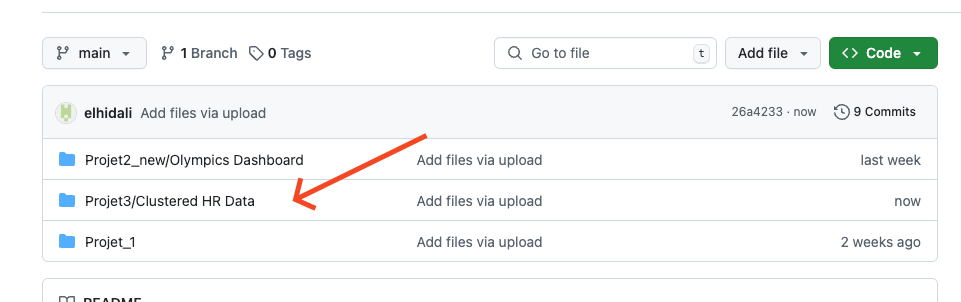 main 1 Branch 0 Tags Go to file t Add file Code
elhidali Add files via upload 26a4233 · now 9 Commits
Projet2_new/Olympics Dashboard Add files via upload last week
Projet3/Clustered HR Data Add files via upload now
Projet_1 Add files via upload 2 weeks ago
README